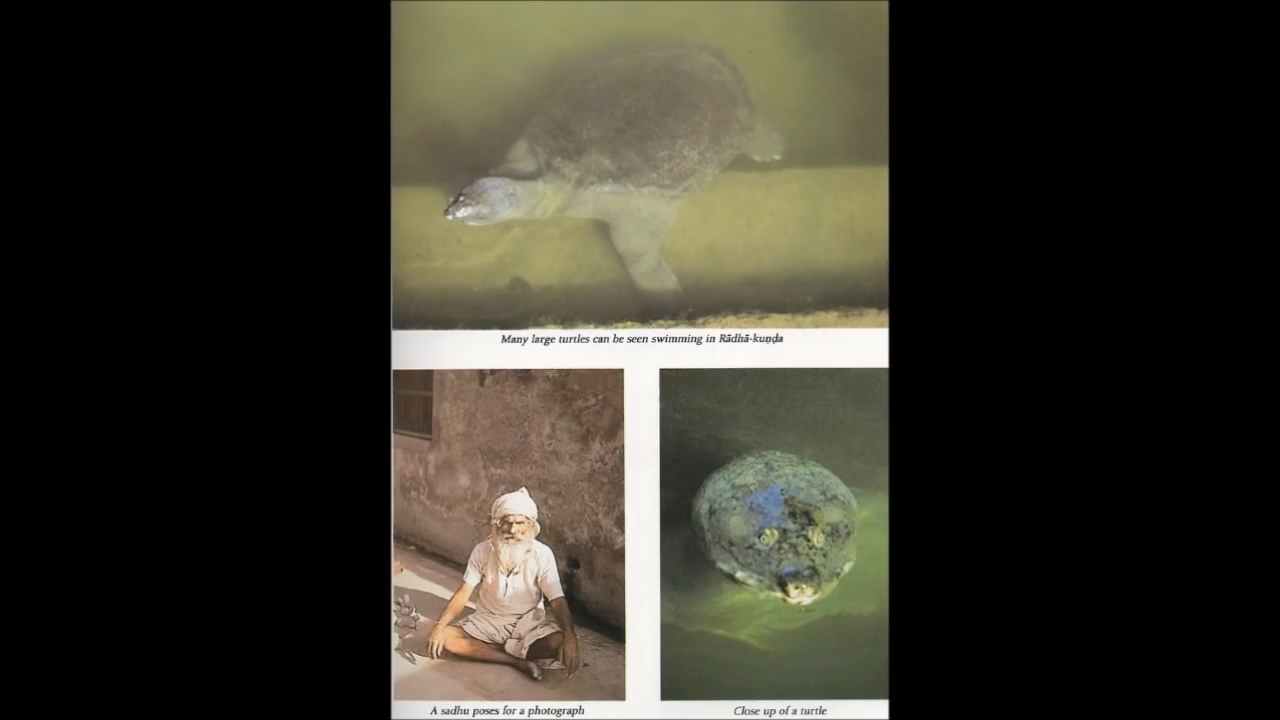 Many large turtles can be seen swimming in Rādhā-kuṇḍa
A sadhu poses for a photograph
Close up of a turtle